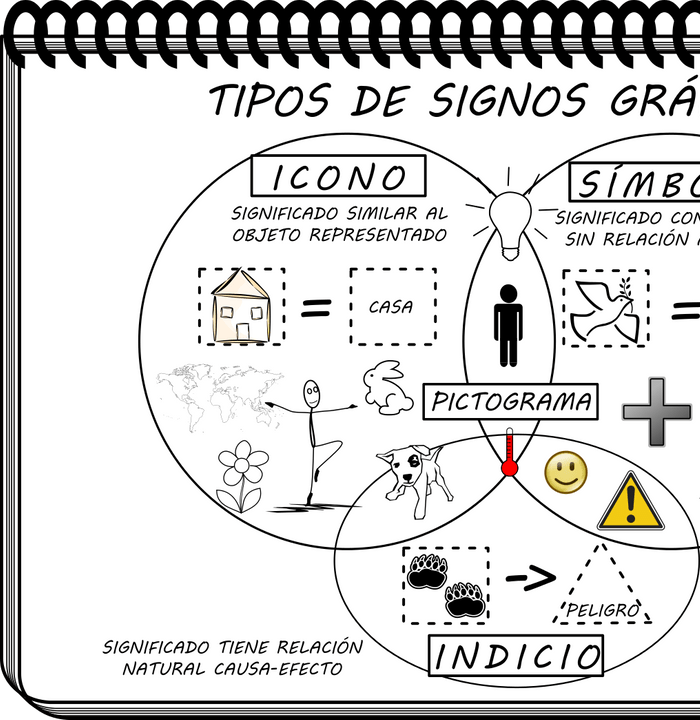 TIPOS DE SIGNOS GRÁ
ICONO
SIGNIFICADO SIMILAR AL
OBJETO REPRESENTADO
SÍMBO
SIGNIFICADO CON
SIN RELACIÓN
= CASA
=
PICTOGRAMA
PELIGRO
INDICIO
SIGNIFICADO TIENE RELACIÓN
NATURAL CAUSA-EFECTO